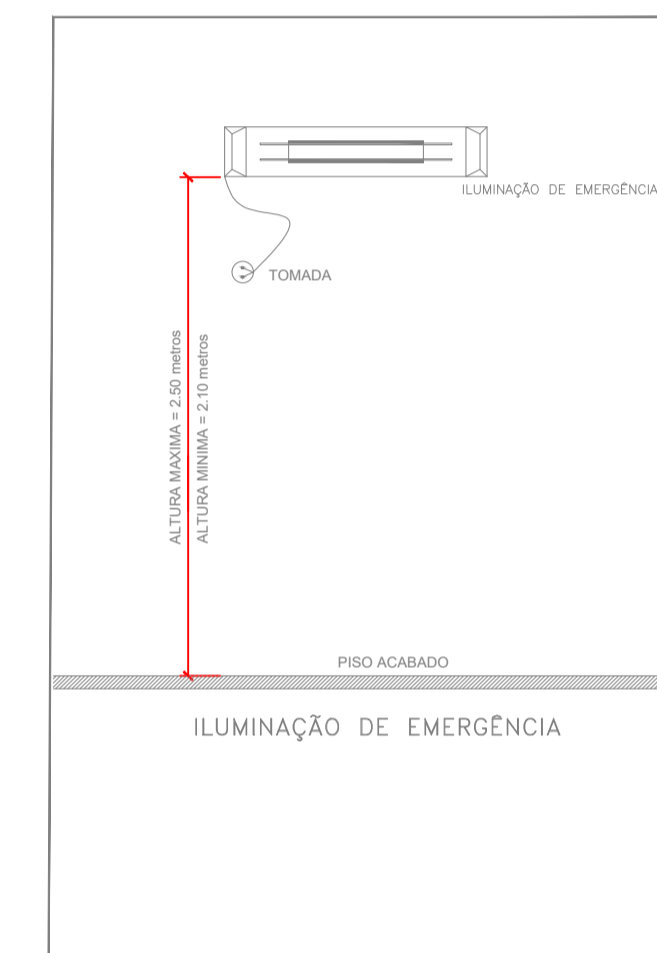 ILUMINAÇÃO DE EMERGÊNCIA
TOMADA
ALTURA MAXIMA = 2.50 metros
ALTURA MINIMA = 2.10 metros
PISO ACABADO
ILUMINAÇÃO DE EMERGÊNCIA